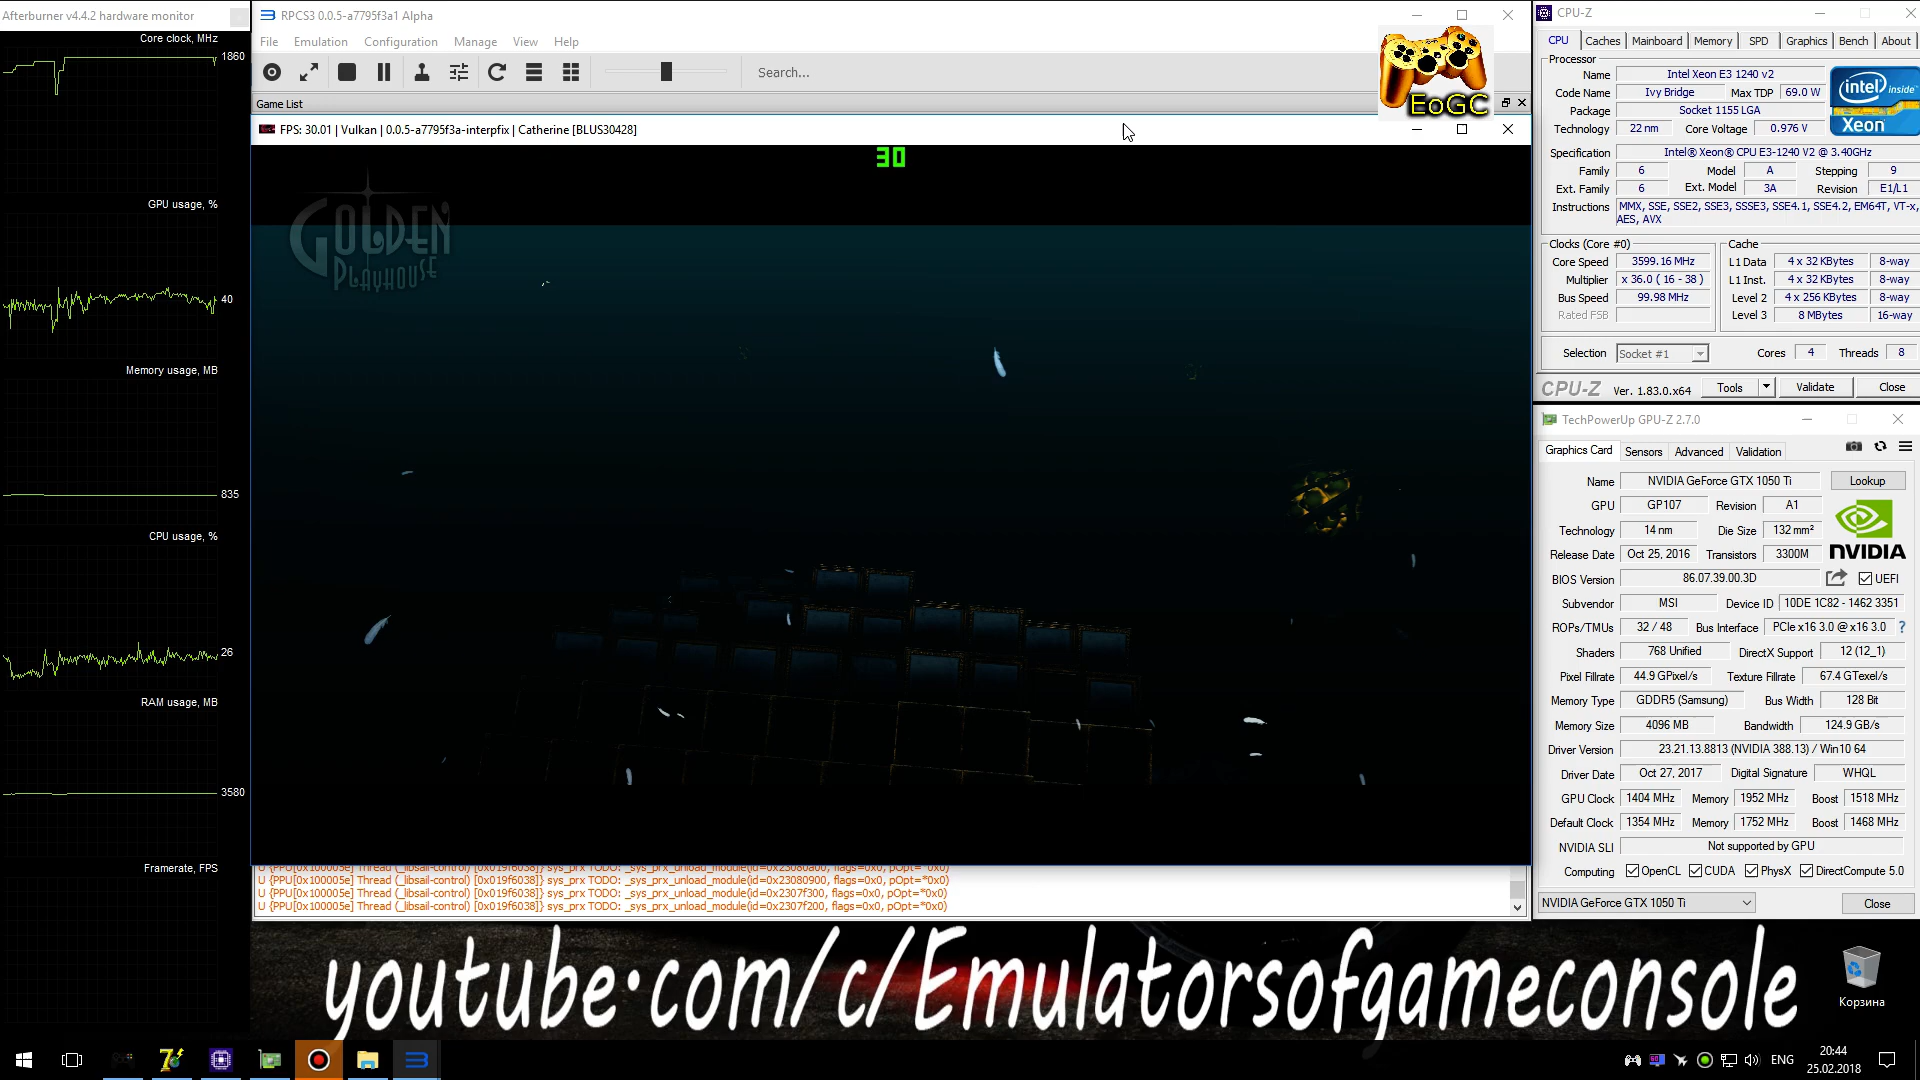 Afterburner v4.4.2 hardware monitor
Core clock, MHz
1860
GPU usage, %
40
Memory usage, MB
835
CPU usage, %
26
RAM usage, MB
3580
Framerate, FPS
RPCS3 0.0.5-a7795f3a1 Alpha
File Emulation Configuration Manage View Help
Search...
EoGC
Game List
FPS: 30.01 | Vulkan | 0.0.5-a7795f3a-interpfix | Catherine [BLUS30428]
30
GOLDEN
PLAYHOUSE
U {PPU[0x100005e] Thread (_libsail-control) [0x019f6038]} sys_prx TODO: _sys_prx_unload_module(id=0x23080a00, flags=0x0, pOpt=*0x0)
U {PPU[0x100005e] Thread (_libsail-control) [0x019f6038]} sys_prx TODO: _sys_prx_unload_module(id=0x23080900, flags=0x0, pOpt=*0x0)
U {PPU[0x100005e] Thread (_libsail-control) [0x019f6038]} sys_prx TODO: _sys_prx_unload_module(id=0x2307f300, flags=0x0, pOpt=*0x0)
U {PPU[0x100005e] Thread (_libsail-control) [0x019f6038]} sys_prx TODO: _sys_prx_unload_module(id=0x2307f200, flags=0x0, pOpt=*0x0)
CPU-Z
CPU Caches Mainboard Memory SPD Graphics Bench About
Processor
Name Intel Xeon E3 1240 v2
Code Name Ivy Bridge Max TDP 69.0 W
Package Socket 1155 LGA
Technology 22 nm Core Voltage 0.976 V
intel inside
Xeon
Specification Intel® Xeon® CPU E3-1240 V2 @ 3.40GHz
Family 6 Model A Stepping 9
Ext. Family 6 Ext. Model 3A Revision E1/L1
Instructions MMX, SSE, SSE2, SSE3, SSSE3, SSE4.1, SSE4.2, EM64T, VT-x,
AES, AVX
Clocks (Core #0) Cache
Core Speed 3599.16 MHz L1 Data 4 x 32 KBytes 8-way
Multiplier x 36.0 ( 16 - 38 ) L1 Inst. 4 x 32 KBytes 8-way
Bus Speed 99.98 MHz Level 2 4 x 256 KBytes 8-way
Rated FSB Level 3 8 MBytes 16-way
Selection Socket #1 Cores 4 Threads 8
CPU-Z Ver. 1.83.0.x64 Tools Validate Close
TechPowerUp GPU-Z 2.7.0
Graphics Card Sensors Advanced Validation
Name NVIDIA GeForce GTX 1050 Ti Lookup
GPU GP107 Revision A1
Technology 14 nm Die Size 132 mm²
Release Date Oct 25, 2016 Transistors 3300M
NVIDIA
BIOS Version 86.07.39.00.3D UEFI
Subvendor MSI Device ID 10DE 1C82 - 1462 3351
ROPs/TMUs 32 / 48 Bus Interface PCIe x16 3.0 @ x16 3.0 ?
Shaders 768 Unified DirectX Support 12 (12_1)
Pixel Fillrate 44.9 GPixel/s Texture Fillrate 67.4 GTexel/s
Memory Type GDDR5 (Samsung) Bus Width 128 Bit
Memory Size 4096 MB Bandwidth 124.9 GB/s
Driver Version 23.21.13.8813 (NVIDIA 388.13) / Win10 64
Driver Date Oct 27, 2017 Digital Signature WHQL
GPU Clock 1404 MHz Memory 1952 MHz Boost 1518 MHz
Default Clock 1354 MHz Memory 1752 MHz Boost 1468 MHz
NVIDIA SLI Not supported by GPU
Computing OpenCL CUDA PhysX DirectCompute 5.0
NVIDIA GeForce GTX 1050 Ti Close
youtube.com/c/Emulatorsofgameconsole
Корзина
ENG
20:44
25.02.2018